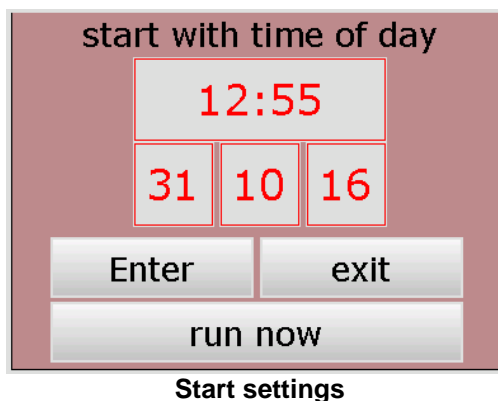 start with time of day
12:55
31 10 16
Enter exit
run now
Start settings